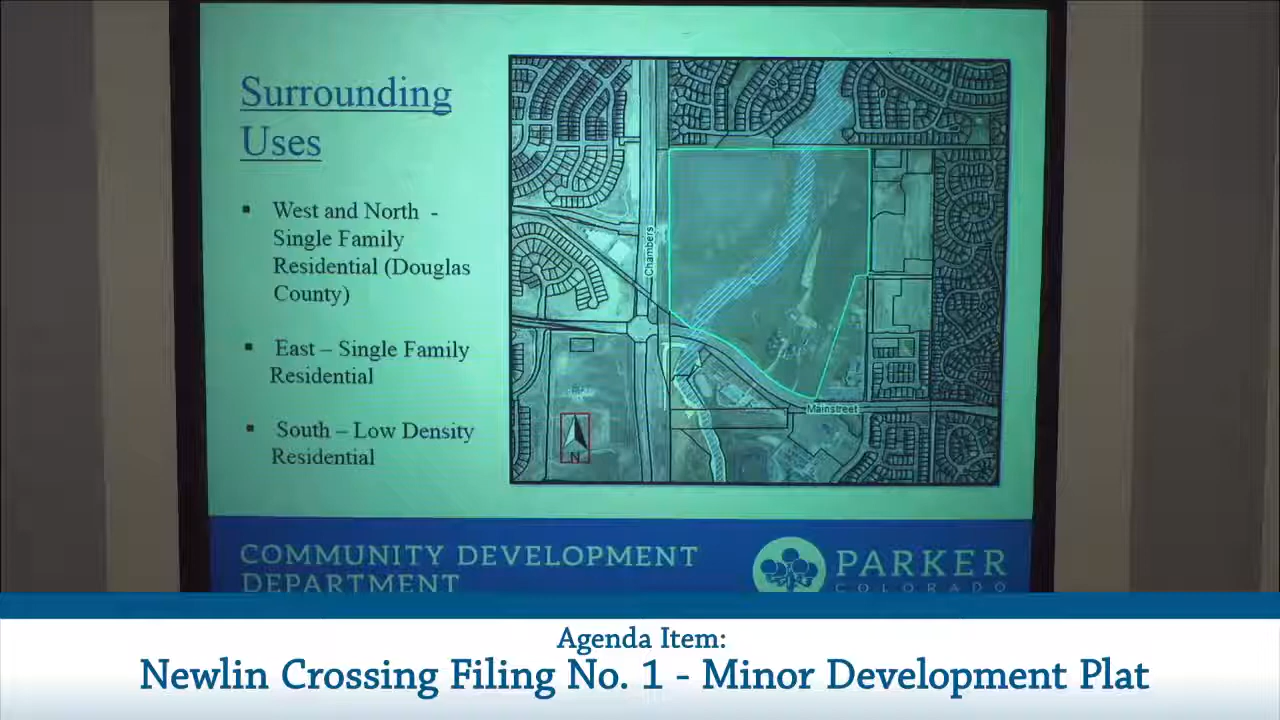 Surrounding
Uses
▪ West and North -
Single Family
Residential (Douglas
County)
▪ East – Single Family
Residential
▪ South – Low Density
Residential
Chambers
Mainstreet
N
COMMUNITY DEVELOPMENT
DEPARTMENT
PARKER
COLORADO
Agenda Item:
Newlin Crossing Filing No. 1 - Minor Development Plat